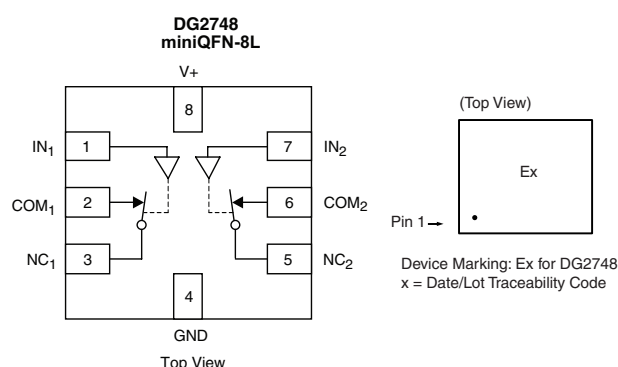 DG2748
miniQFN-8L
V+
8
IN1 1 7 IN2
COM1 2 6 COM2
NC1 3 5 NC2
4
GND
Top View
(Top View)
Ex
Pin 1
Device Marking: Ex for DG2748
x = Date/Lot Traceability Code